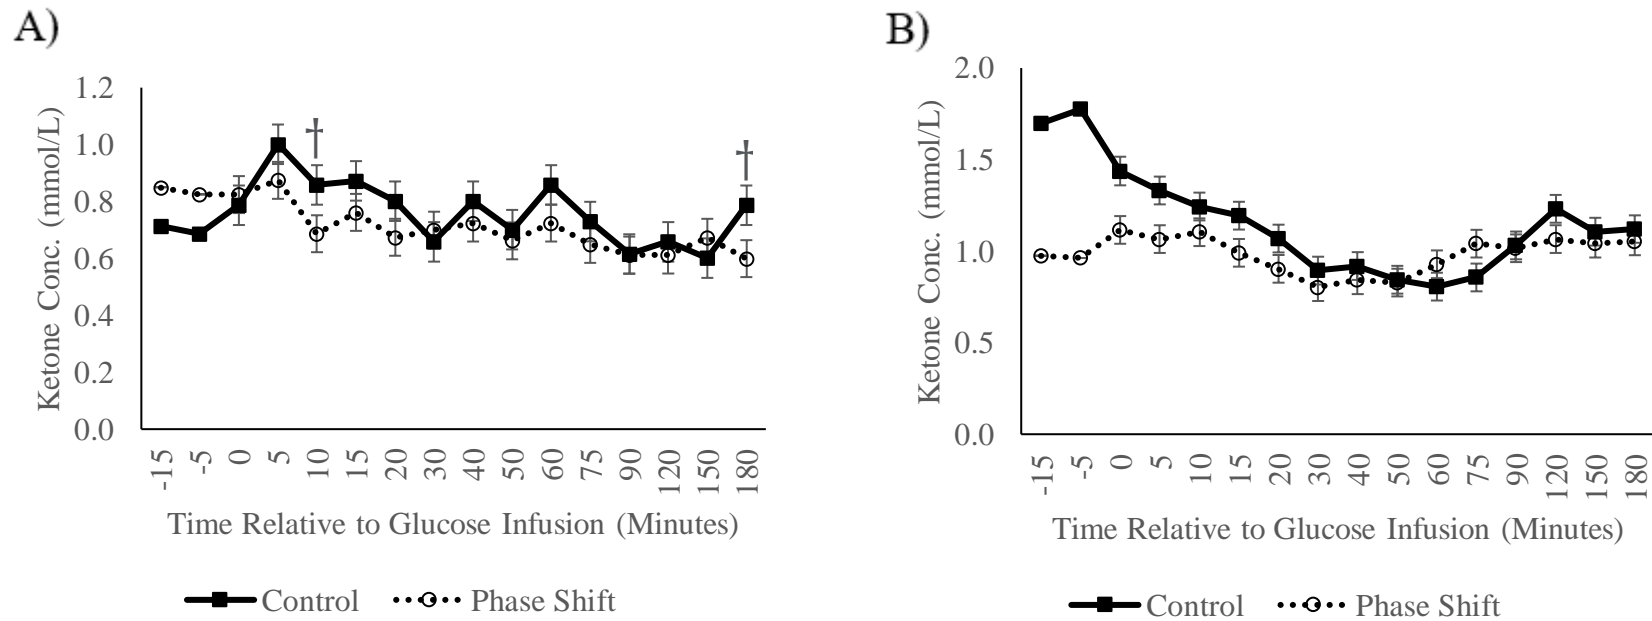 A)
Ketone Conc. (mmol/L)
1.2
1.0
0.8
0.6
0.4
0.2
0.0
†
†
-15 -5 0 5 10 15 20 30 40 50 60 75 90 120 150 180
Time Relative to Glucose Infusion (Minutes)
Control Phase Shift
B)
Ketone Conc. (mmol/L)
2.0
1.5
1.0
0.5
0.0
-15 -5 0 5 10 15 20 30 40 50 60 75 90 120 150 180
Time Relative to Glucose Infusion (Minutes)
Control Phase Shift